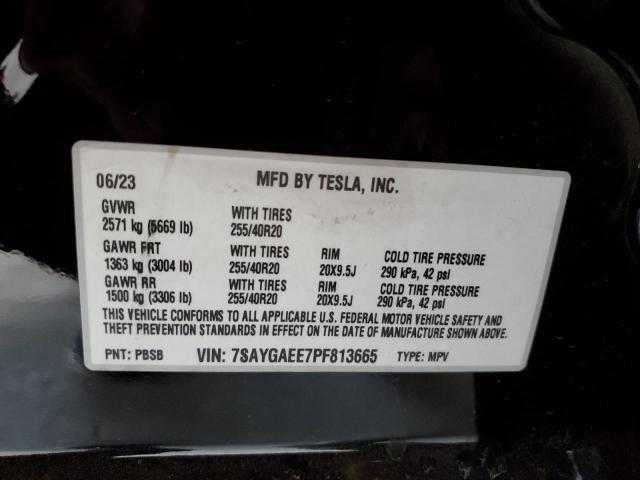 06/23 MFD BY TESLA, INC.
GVWR WITH TIRES
2571 kg (5669 lb) 255/40R20
GAWR FRT WITH TIRES RIM COLD TIRE PRESSURE
1363 kg (3004 lb) 255/40R20 20X9.5J 290 kPa, 42 psi
GAWR RR WITH TIRES RIM COLD TIRE PRESSURE
1500 kg (3306 lb) 255/40R20 20X9.5J 290 kPa, 42 psi
THIS VEHICLE CONFORMS TO ALL APPLICABLE U.S. FEDERAL MOTOR VEHICLE SAFETY AND
THEFT PREVENTION STANDARDS IN EFFECT ON THE DATE OF MANUFACTURE SHOWN ABOVE.
PNT: PBSB VIN: 7SAYGAEE7PF813665 TYPE: MPV